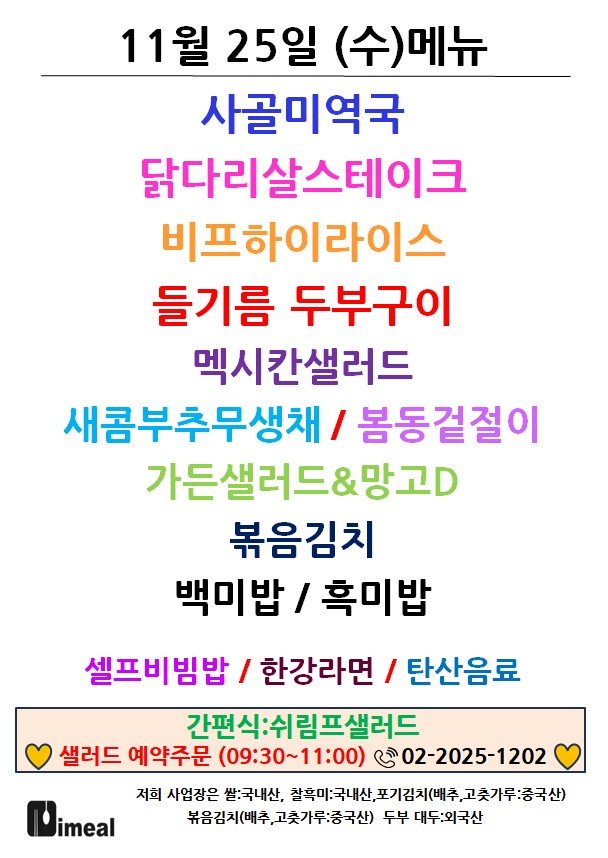 11월 25일 (수)메뉴
사골미역국
닭다리살스테이크
비프하이라이스
들기름 두부구이
멕시칸샐러드
새콤부추무생채 / 봄동겉절이
가든샐러드&망고D
볶음김치
백미밥 / 흑미밥
셀프비빔밥 / 한강라면 / 탄산음료
간편식:쉬림프샐러드
샐러드 예약주문 (09:30~11:00) 02-2025-1202
저희 사업장은 쌀:국내산, 찰흑미:국내산,포기김치(배추,고춧가루:중국산)
볶음김치(배추,고춧가루:중국산) 두부 대두:외국산
Dimeal